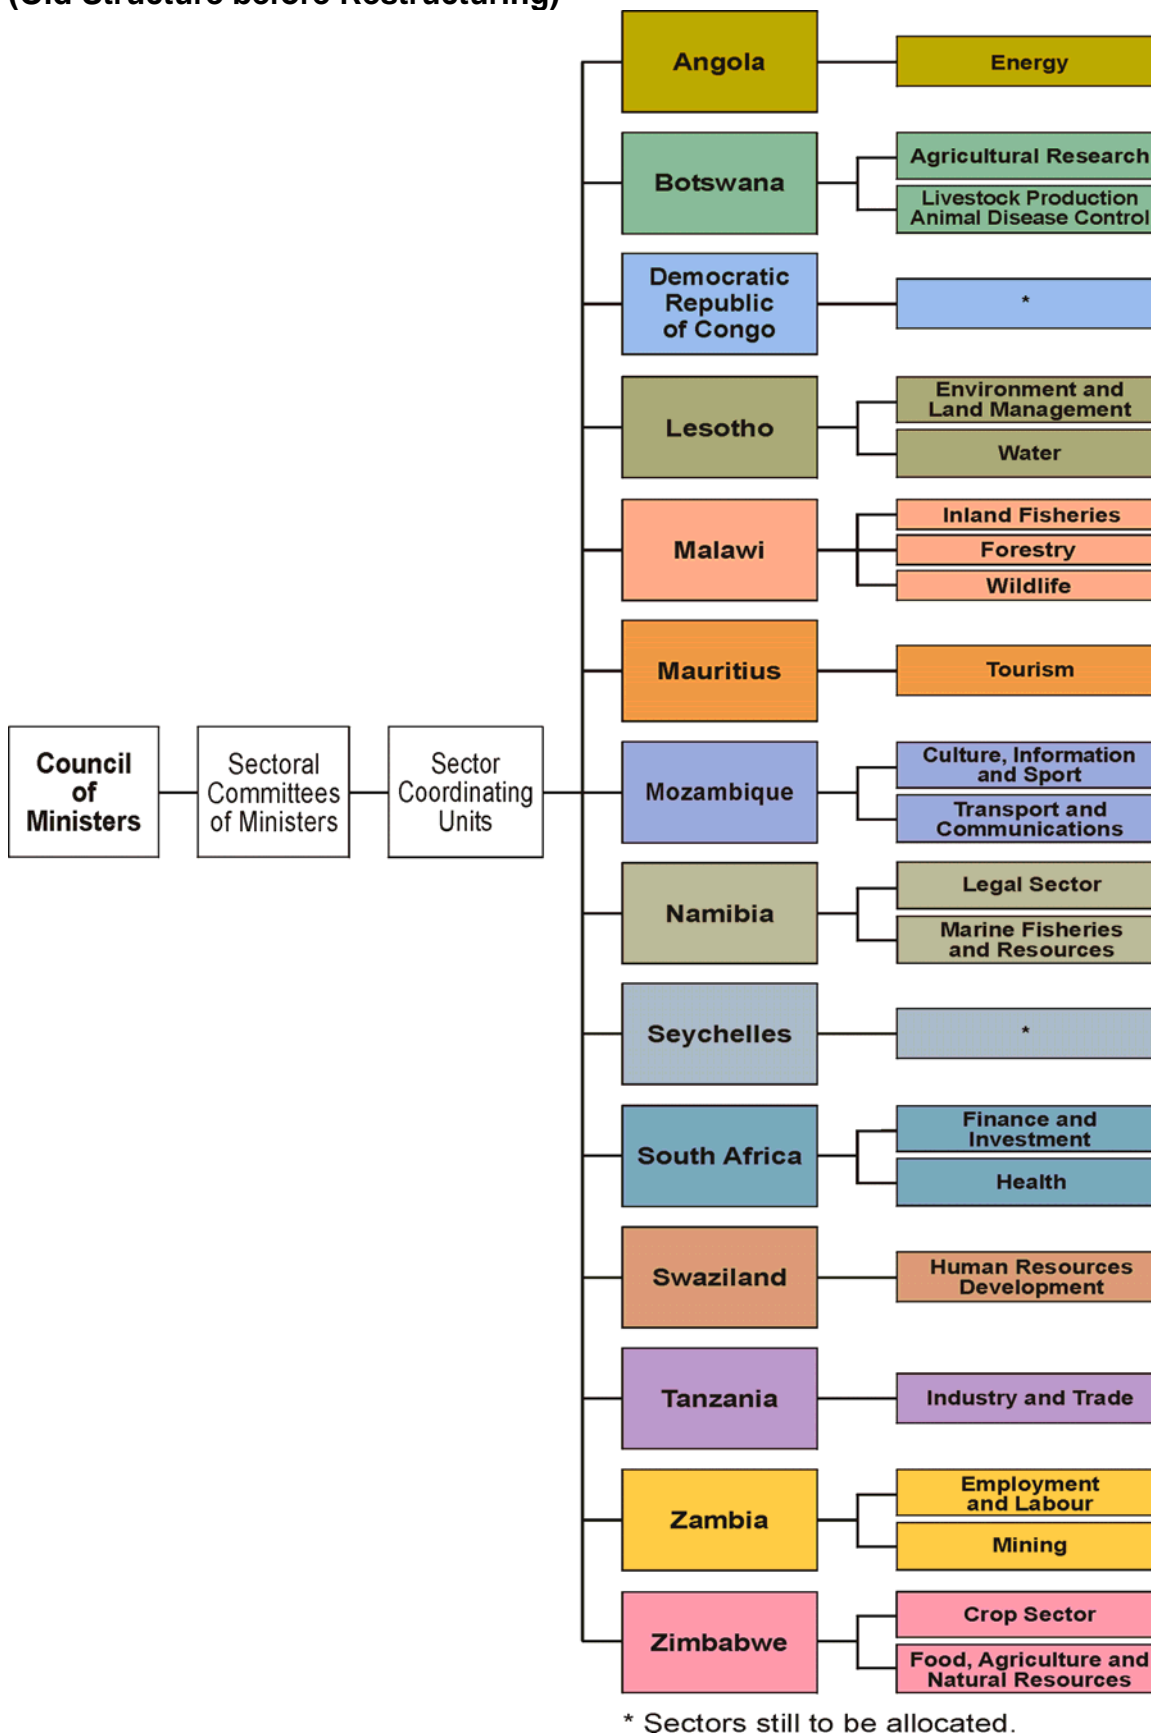 (Old Structure before Restructuring)
Angola
Energy
Botswana
Agricultural Research
Livestock Production
Animal Disease Control
Democratic
Republic
of Congo
*
Lesotho
Environment and
Land Management
Water
Malawi
Inland Fisheries
Forestry
Wildlife
Mauritius
Tourism
Council
of
Ministers
Sectoral
Committees
of Ministers
Sector
Coordinating
Units
Mozambique
Culture, Information
and Sport
Transport and
Communications
Namibia
Legal Sector
Marine Fisheries
and Resources
Seychelles
*
South Africa
Finance and
Investment
Health
Swaziland
Human Resources
Development
Tanzania
Industry and Trade
Zambia
Employment
and Labour
Mining
Zimbabwe
Crop Sector
Food, Agriculture and
Natural Resources
* Sectors still to be allocated.